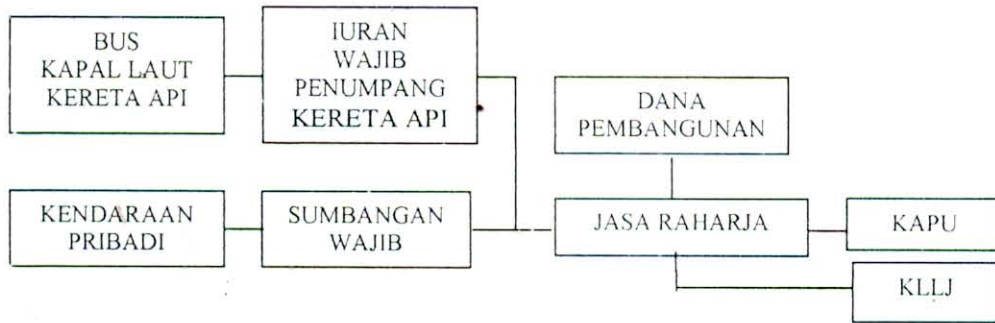 BUS
KAPAL LAUT
KERETA API
IURAN
WAJIB
PENUMPANG
KERETA API
DANA
PEMBANGUNAN
KENDARAAN
PRIBADI
SUMBANGAN
WAJIB
JASA RAHARJA
KAPU
KLLJ